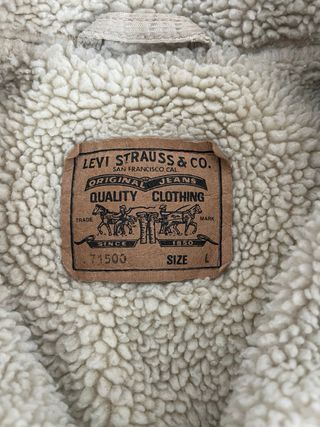 LEVI STRAUSS & CO.
SAN FRANCISCO, CAL.
ORIGINAL JEANS
QUALITY CLOTHING
TRADE MARK
SINCE 1850
71500 SIZE L